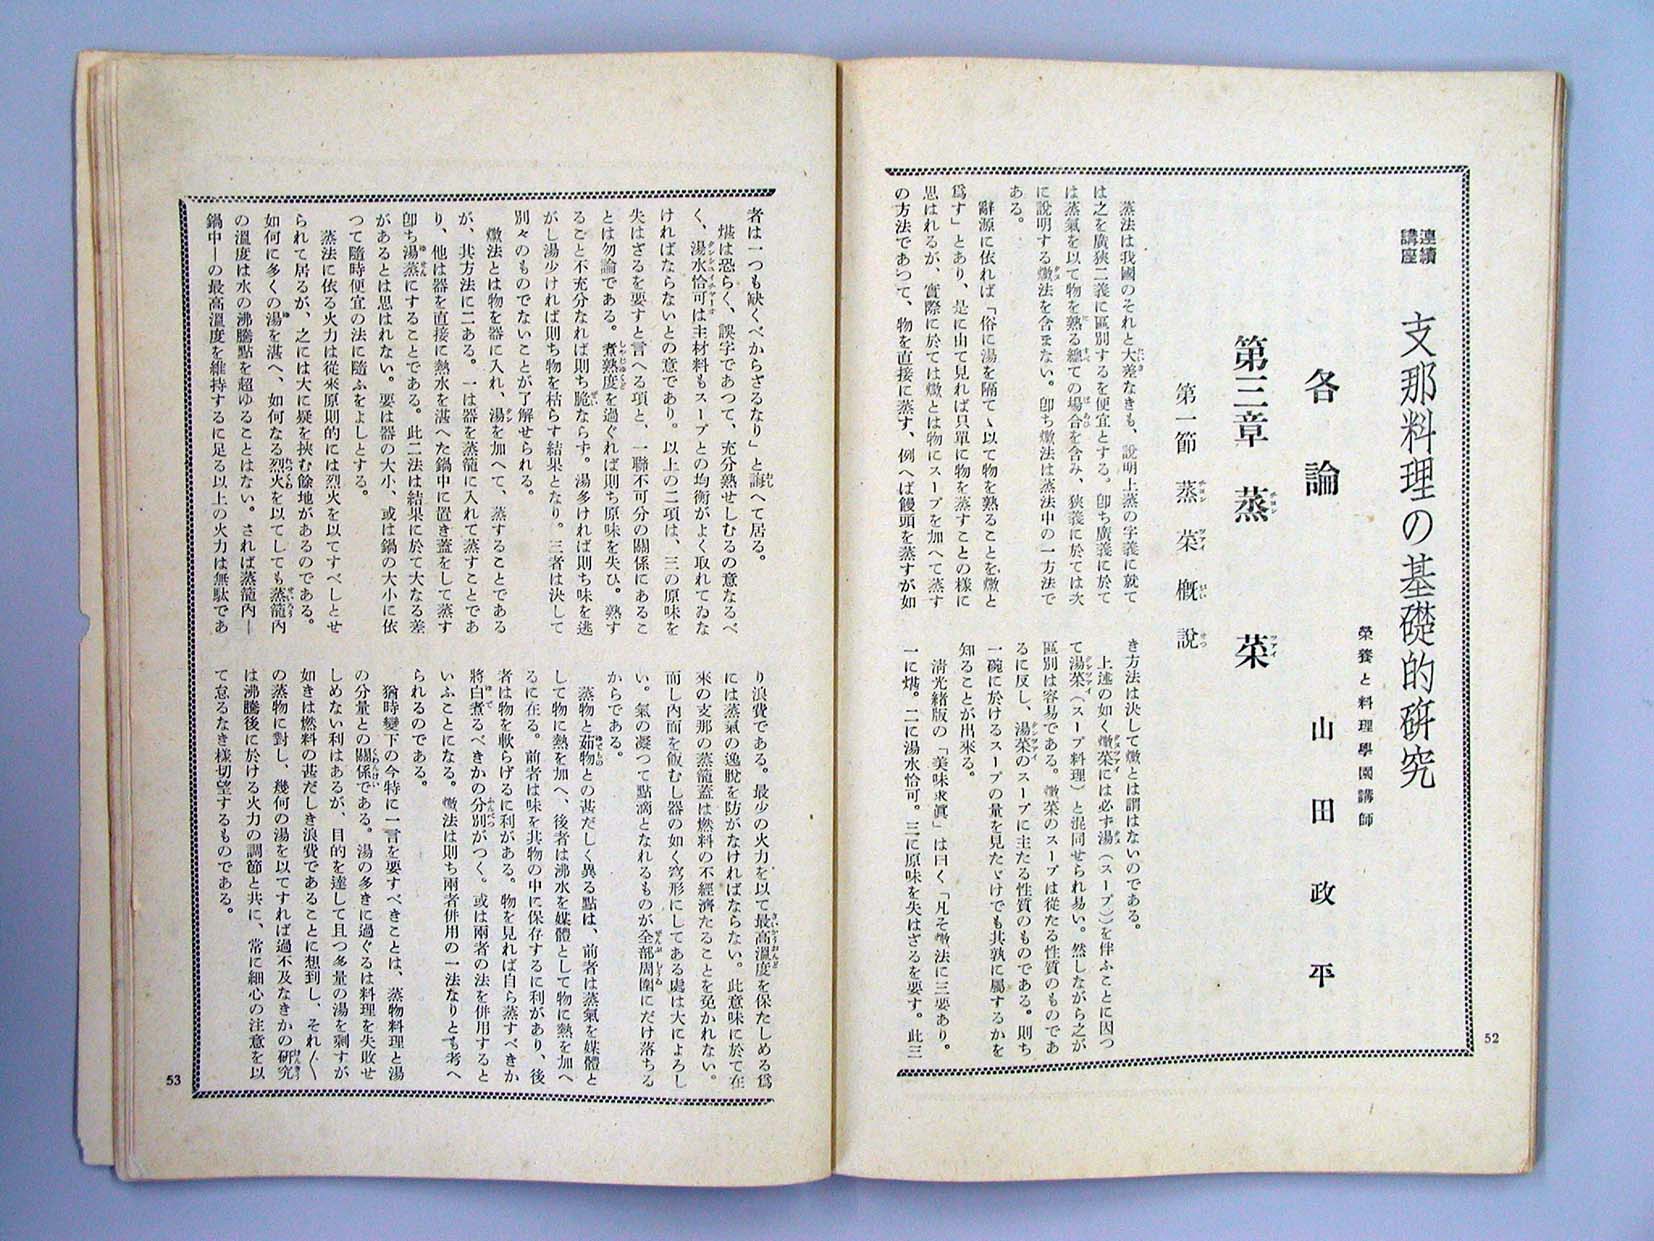 連續
講座
支那料理の基礎的研究
榮養と料理學園講師
山田政平
各論
第三章 蒸菜
第一節 蒸菜概說
蒸法は我國のそれと大差なきも、說明上蒸の字義に就て
は之を廣狹二義に區別するを便宜とする。卽ち廣義に於て
は蒸氣を以て物を熟る總ての場合を含み、狹義に於ては次
に說明する燉法を含まない。卽ち燉法は蒸法中の一方法で
ある。
辭源に依れば「俗に湯を隔てゝ以て物を熟ることを燉と
爲す」とあり、是に由て見れば只單に物を蒸すことの樣に
思はれるが、實際に於ては燉とは物にスープを加へて蒸す
の方法であつて、物を直接に蒸す、例へば饅頭を蒸すが如
き方法は決して燉とは謂はないのである。
上述の如く燉菜には必ず湯(スープ)を伴ふことに因つ
て湯菜(スープ料理)と混同せられ易い。然しながら之が
區別は容易である。燉菜のスープは從たる性質のものであ
るに反し、湯菜のスープに主たる性質のものである。則ち
一碗に於けるスープの量を見たゞけでも其孰に屬するかを
知ることが出來る。
淸光緖版の「美味求眞」は曰く「凡そ燉法に三要あり。
一に堪。二に湯水恰可。三に原味を失はざるを要す。此三
52
者は一つも缺くべからざるなり」と誨へて居る。
堪は恐らく、誤字であつて、充分熟せしむるの意なるべ
く、湯水恰可は主材料もスープとの均衡がよく取れてゐな
ければならないとの意であり。以上の二項は、三の原味を
失はざるを要すと言へる項と、一聯不可分の關係にあるこ
とは勿論である。煮熟度を過ぐれば則ち原味を失ひ。熟す
ること不充分なれば則ち脆ならず。湯多ければ則ち味を逃
がし湯少ければ則ち物を枯らす結果となり。三者は決して
別々のものでないことが了解せられる。
燉法とは物を器に入れ、湯を加へて、蒸することである
が、其方法に二ある。一は器を蒸籠に入れて蒸すことであ
り、他は器を直接に熱水を湛へた鍋中に置き蓋をして蒸す
卽ち湯蒸にすることである。此二法は結果に於て大なる差
があるとは思はれない。要は器の大小、或は鍋の大小に依
つて隨時便宜の法に隨ふをよしとする。
蒸法に依る火力は從來原則的には烈火を以てすべしとせ
られて居るが、之には大に疑を挾む餘地があるのである。
如何に多くの湯を湛へ、如何なる烈火を以てしても蒸籠內
の溫度は水の沸騰點を超ゆることはない。されば蒸籠內―
鍋中―の最高溫度を維持するに足る以上の火力は無駄であ
り浪費である。最少の火力を以て最高溫度を保たしめる爲
には蒸氣の逸脫を防がなければならない。此意味に於て在
來の支那の蒸籠蓋は燃料の不經濟たることを免かれない。
而し內面を飯むし器の如く穹形にしてある處は大によろし
い。氣の凝つて點滴となれるものが全部周圍にだけ落ちる
からである。
蒸物と茹物との甚だしく異る點は、前者は蒸氣を媒體と
して物に熱を加へ、後者は沸水を媒體として物に熱を加へ
るに在る。前者は味を其物の中に保存するに利があり、後
者は物を軟らげるに利がある。物を見れば自ら蒸すべきか
將白煮るべきかの分別がつく。或は兩者の法を併用すると
いふことになる。燉法は則ち兩者併用の一法なりとも考へ
られるのである。
猶時變下の今特に一言を要すべきことは、蒸物料理と湯
の分量との關係である。湯の多きに過ぐるは料理を失敗せ
しめない利はあるが、目的を達して且つ多量の湯を剩すが
如きは燃料の甚だしき浪費であることに想到し、それ〴〵
の蒸物に對し、幾何の湯を以てすれば過不及なきかの硏究
は沸騰後に於ける火力の調節と共に、常に細心の注意を以
て怠るなき樣切望するものである。
53